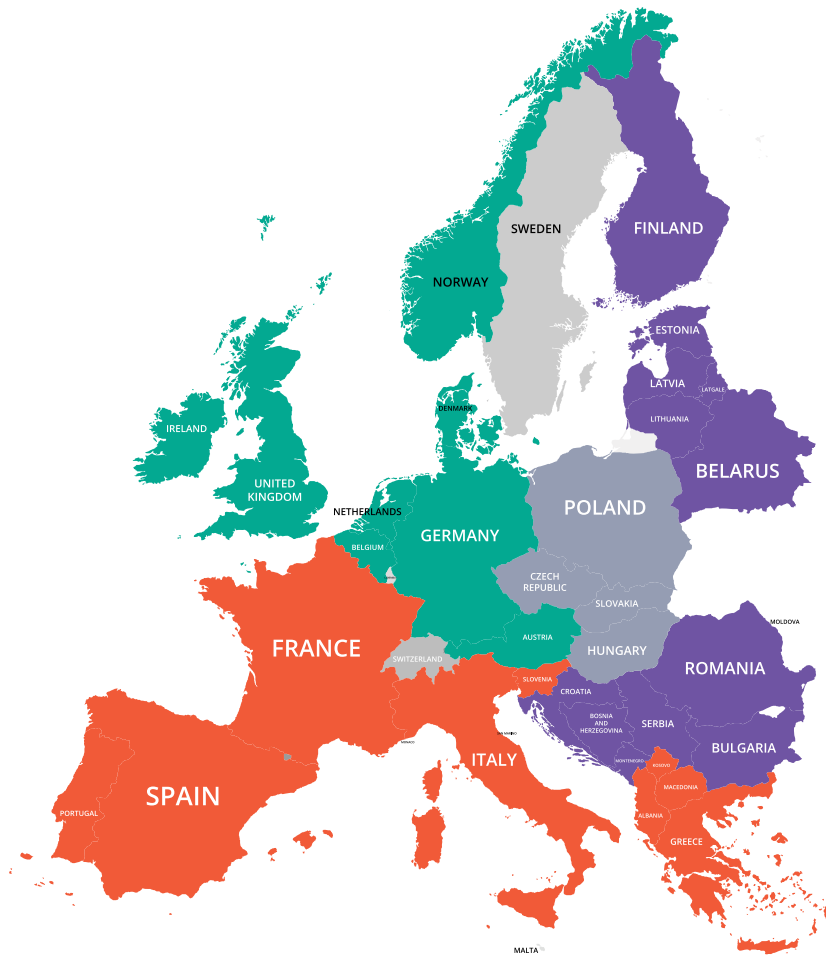 SWEDEN
FINLAND
NORWAY
ESTONIA
LATVIA
LATGALE
DENMARK
LITHUANIA
IRELAND
BELARUS
UNITED
KINGDOM
NETHERLANDS
POLAND
GERMANY
BELGIUM
CZECH
REPUBLIC
SLOVAKIA
MOLDOVA
AUSTRIA
FRANCE
HUNGARY
SWITZERLAND
ROMANIA
SLOVENIA
CROATIA
BOSNIA
AND
HERZEGOVINA
SERBIA
SAN MARINO
MONACO
BULGARIA
ITALY
MONTENEGRO
KOSOVO
MACEDONIA
SPAIN
PORTUGAL
ALBANIA
GREECE
MALTA